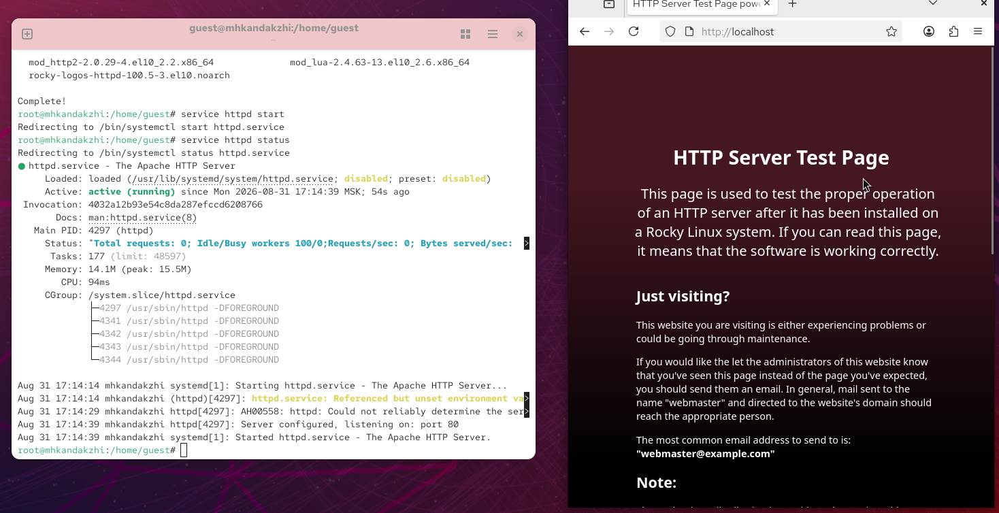 guest@mhkandakzhi:/home/guest
~
mod_http2-2.0.29-4.el10_2.2.x86_64 mod_lua-2.4.63-13.el10_2.6.x86_64
rocky-logos-httpd-100.5-3.el10.noarch
Complete!
root@mhkandakzhi:/home/guest# service httpd start
Redirecting to /bin/systemctl start httpd.service
root@mhkandakzhi:/home/guest# service httpd status
Redirecting to /bin/systemctl status httpd.service
● httpd.service - The Apache HTTP Server
Loaded: loaded (/usr/lib/systemd/system/httpd.service; disabled; preset: disabled)
Active: active (running) since Mon 2026-08-31 17:14:39 MSK; 54s ago
Invocation: 4032a12b93e54c8da287efccd6208766
Docs: man:httpd.service(8)
Main PID: 4297 (httpd)
Status: "Total requests: 0; Idle/Busy workers 100/0;Requests/sec: 0; Bytes served/sec: >
Tasks: 177 (limit: 48597)
Memory: 14.1M (peak: 15.5M)
CPU: 94ms
CGroup: /system.slice/httpd.service
├─4297 /usr/sbin/httpd -DFOREGROUND
├─4341 /usr/sbin/httpd -DFOREGROUND
├─4342 /usr/sbin/httpd -DFOREGROUND
├─4343 /usr/sbin/httpd -DFOREGROUND
└─4344 /usr/sbin/httpd -DFOREGROUND
Aug 31 17:14:14 mhkandakzhi systemd[1]: Starting httpd.service - The Apache HTTP Server...
Aug 31 17:14:14 mhkandakzhi (httpd)[4297]: httpd.service: Referenced but unset environment va>
Aug 31 17:14:29 mhkandakzhi httpd[4297]: AH00558: httpd: Could not reliably determine the ser>
Aug 31 17:14:39 mhkandakzhi httpd[4297]: Server configured, listening on: port 80
Aug 31 17:14:39 mhkandakzhi systemd[1]: Started httpd.service - The Apache HTTP Server.
root@mhkandakzhi:/home/guest#
HTTP Server Test Page powe
http://localhost
HTTP Server Test Page
This page is used to test the proper operation
of an HTTP server after it has been installed on
a Rocky Linux system. If you can read this page,
it means that the software is working correctly.
Just visiting?
This website you are visiting is either experiencing problems or
could be going through maintenance.
If you would like the let the administrators of this website know
that you've seen this page instead of the page you've expected,
you should send them an email. In general, mail sent to the
name "webmaster" and directed to the website's domain should
reach the appropriate person.
The most common email address to send to is:
"webmaster@example.com"
Note: